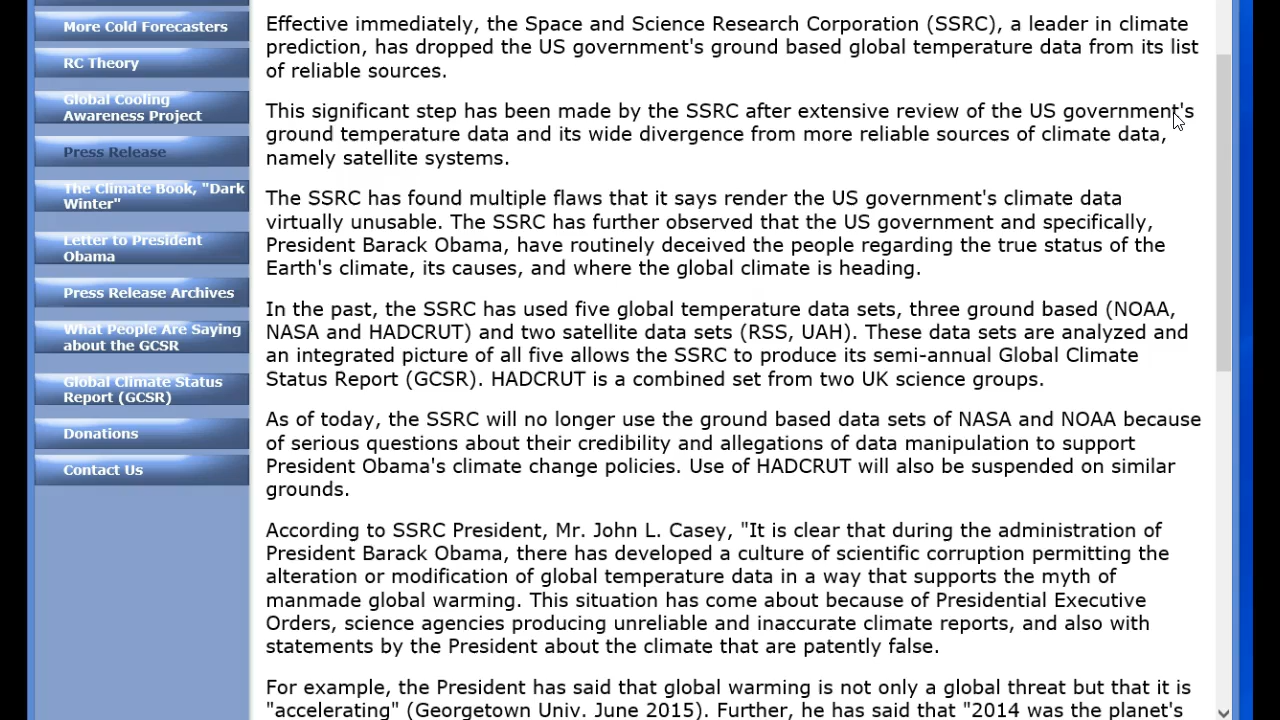 More Cold Forecasters
RC Theory
Global Cooling
Awareness Project
Press Release
The Climate Book, "Dark
Winter"
Letter to President
Obama
Press Release Archives
What People Are Saying
about the GCSR
Global Climate Status
Report (GCSR)
Donations
Contact Us
Effective immediately, the Space and Science Research Corporation (SSRC), a leader in climate
prediction, has dropped the US government's ground based global temperature data from its list
of reliable sources.
This significant step has been made by the SSRC after extensive review of the US government's
ground temperature data and its wide divergence from more reliable sources of climate data,
namely satellite systems.
The SSRC has found multiple flaws that it says render the US government's climate data
virtually unusable. The SSRC has further observed that the US government and specifically,
President Barack Obama, have routinely deceived the people regarding the true status of the
Earth's climate, its causes, and where the global climate is heading.
In the past, the SSRC has used five global temperature data sets, three ground based (NOAA,
NASA and HADCRUT) and two satellite data sets (RSS, UAH). These data sets are analyzed and
an integrated picture of all five allows the SSRC to produce its semi-annual Global Climate
Status Report (GCSR). HADCRUT is a combined set from two UK science groups.
As of today, the SSRC will no longer use the ground based data sets of NASA and NOAA because
of serious questions about their credibility and allegations of data manipulation to support
President Obama's climate change policies. Use of HADCRUT will also be suspended on similar
grounds.
According to SSRC President, Mr. John L. Casey, "It is clear that during the administration of
President Barack Obama, there has developed a culture of scientific corruption permitting the
alteration or modification of global temperature data in a way that supports the myth of
manmade global warming. This situation has come about because of Presidential Executive
Orders, science agencies producing unreliable and inaccurate climate reports, and also with
statements by the President about the climate that are patently false.
For example, the President has said that global warming is not only a global threat but that it is
"accelerating" (Georgetown Univ. June 2015). Further, he has said that "2014 was the planet's